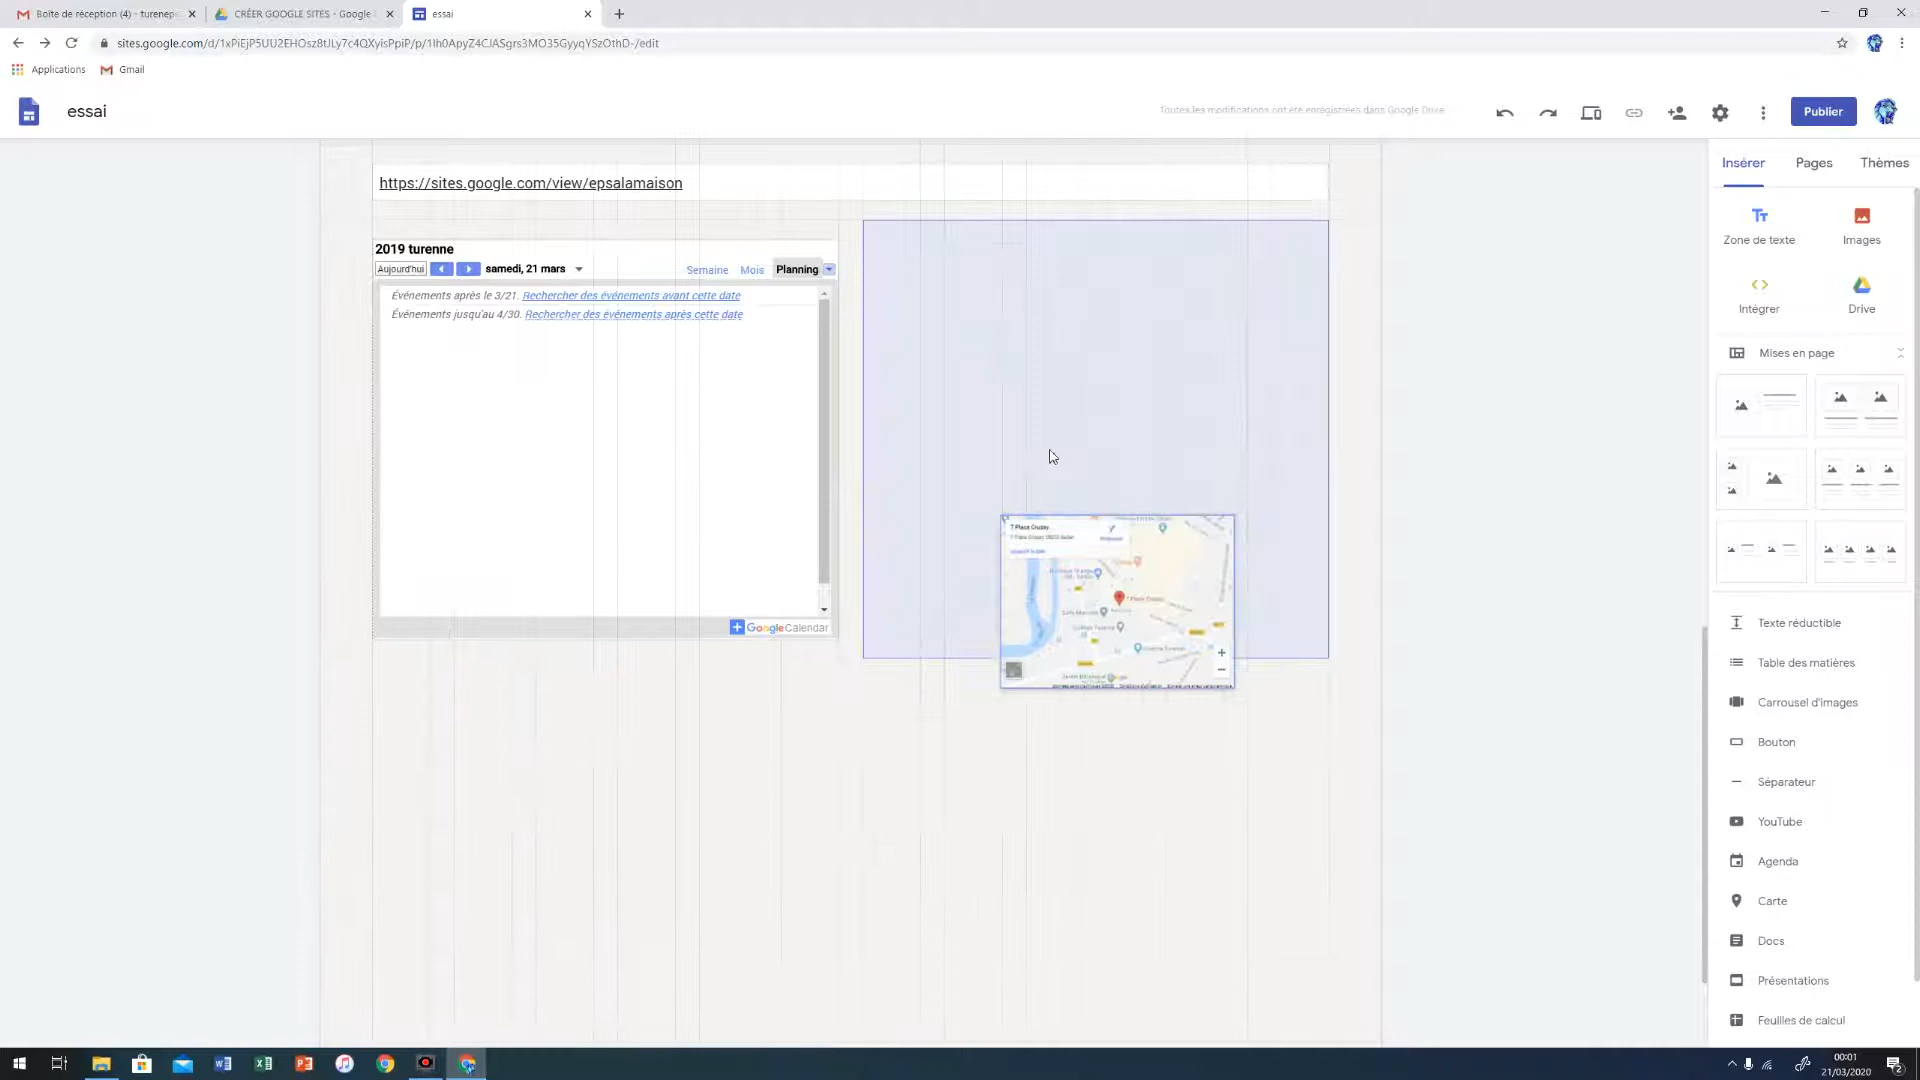 Boîte de réception (4) - turenep
CRÉER GOOGLE SITES - Google
essai
sites.google.com/d/1xPiEjP5UU2EHOsz8tJLy7c4QXyisPpiP/p/1Ih0ApyZ4CJASgrs3MO35GyyqYSzOthD-/edit
Applications
Gmail
essai
Toutes les modifications ont été enregistrées dans Google Drive
Publier
Insérer
Pages
Thèmes
https://sites.google.com/view/epsalamaison
Zone de texte
Images
2019 turenne
Aujourd'hui
samedi, 21 mars
Semaine
Mois
Planning
Événements après le 3/21. Rechercher des événements avant cette date
Événements jusqu'au 4/30. Rechercher des événements après cette date
Intégrer
Drive
Mises en page
7 Place Crussy
Google Calendar
Texte réductible
Table des matières
Carrousel d'images
Bouton
Séparateur
YouTube
Agenda
Carte
Docs
Présentations
Feuilles de calcul
00:01
21/03/2020
2